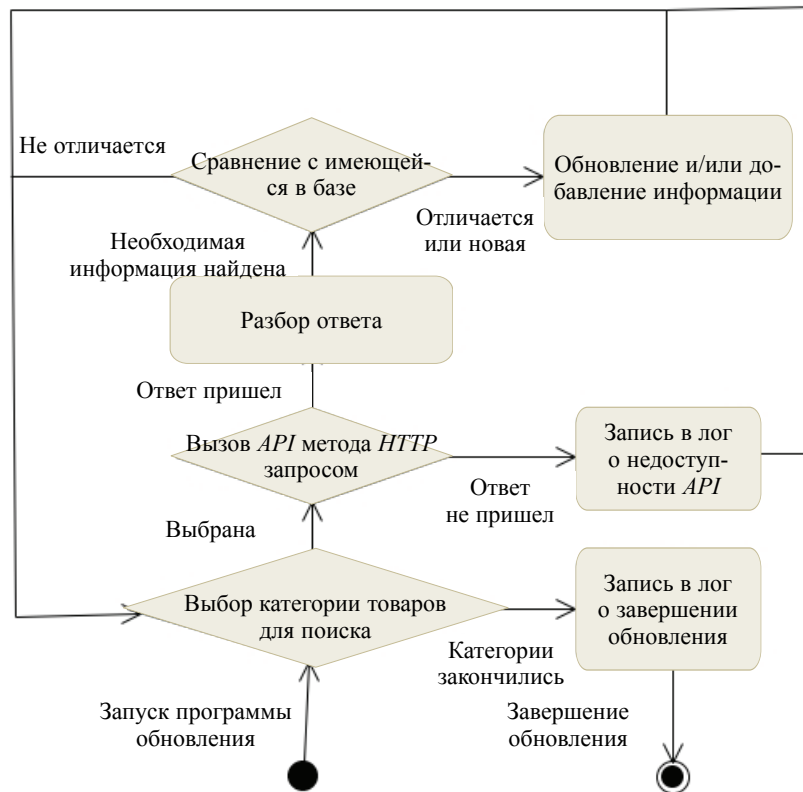 Не отличается
Сравнение с имеющей-
ся в базе
Обновление и/или до-
бавление информации
Отличается
или новая
Необходимая
информация найдена
Разбор ответа
Ответ пришел
Вызов API метода HTTP
запросом
Запись в лог
о недоступ-
ности API
Ответ
не пришел
Выбрана
Выбор категории товаров
для поиска
Запись в лог
о завершении
обновления
Категории
закончились
Запуск программы
обновления
Завершение
обновления